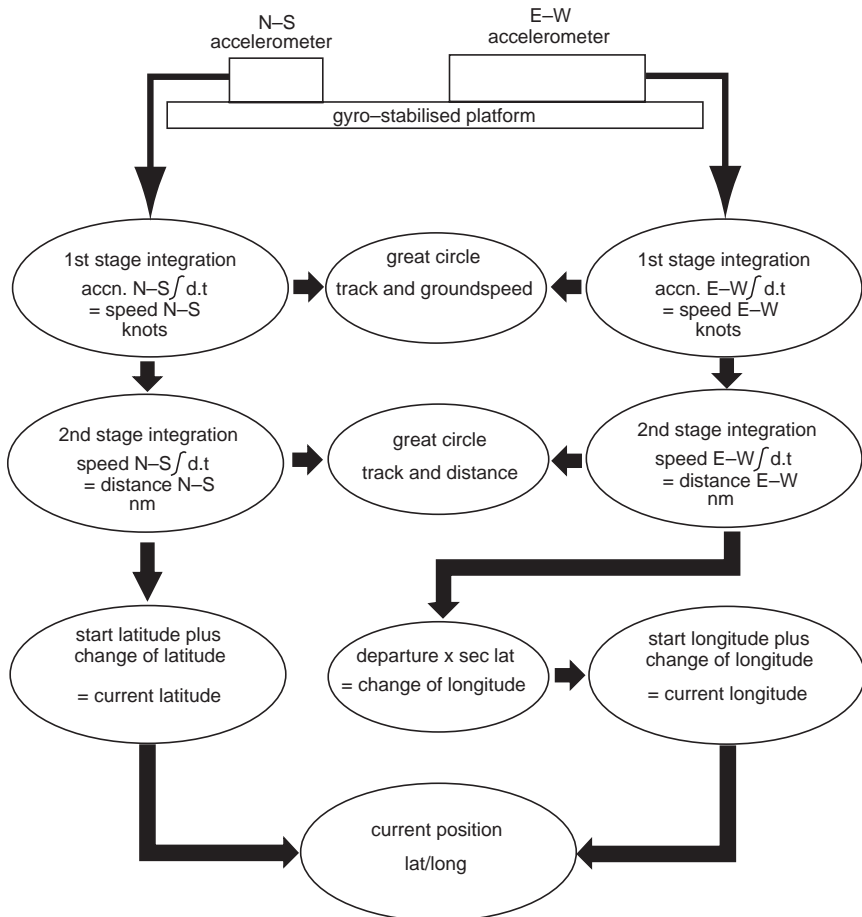 N–S
accelerometer
E–W
accelerometer
gyro–stabilised platform
1st stage integration
accn. N–S∫d.t
= speed N–S
knots
great circle
track and groundspeed
1st stage integration
accn. E–W∫d.t
= speed E–W
knots
2nd stage integration
speed N–S∫d.t
= distance N–S
nm
great circle
track and distance
2nd stage integration
speed E–W∫d.t
= distance E–W
nm
start latitude plus
change of latitude
= current latitude
departure x sec lat
= change of longitude
start longitude plus
change of longitude
= current longitude
current position
lat/long